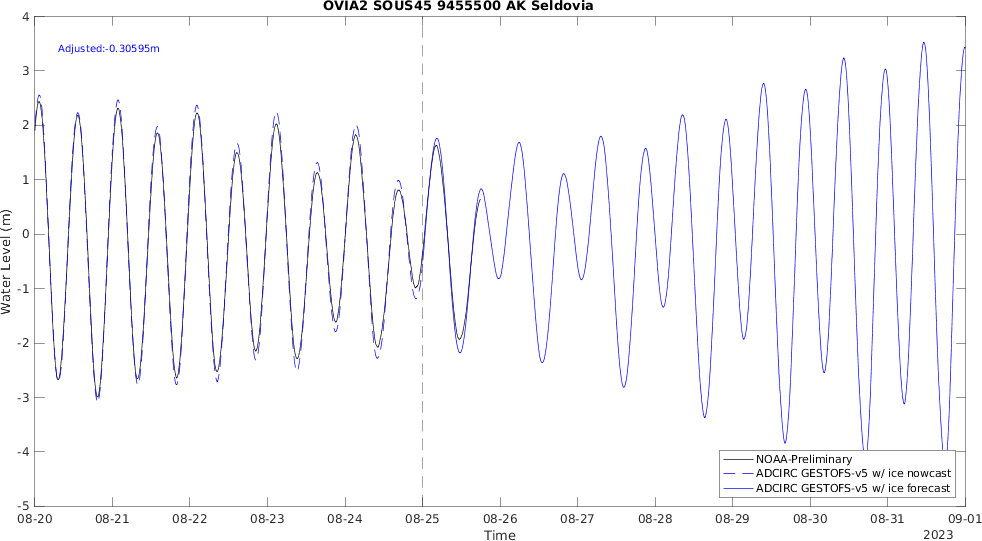 OVIA2 SOUS45 9455500 AK Seldovia
Adjusted:-0.30595m
4
3
2
1
0
-1
-2
-3
-4
-5
Water Level (m)
NOAA-Preliminary
ADCIRC GESTOFS-v5 w/ ice nowcast
ADCIRC GESTOFS-v5 w/ ice forecast
08-20 08-21 08-22 08-23 08-24 08-25 08-26 08-27 08-28 08-29 08-30 08-31 09-01
Time 2023